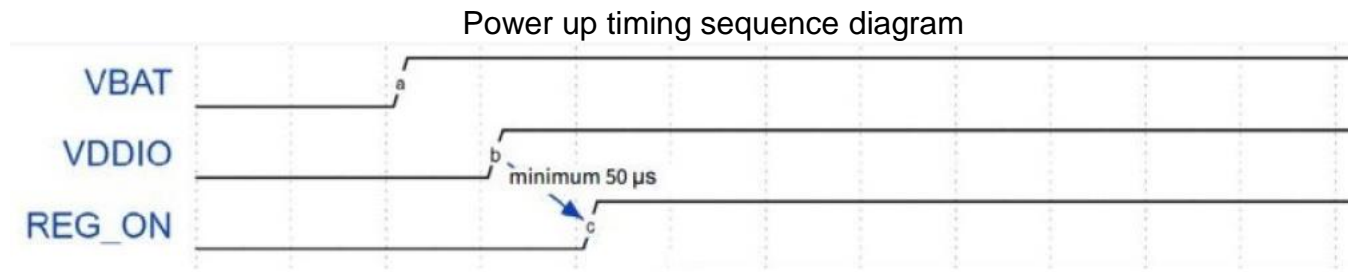 Power up timing sequence diagram
VBAT
a
VDDIO
b
minimum 50 µs
REG_ON
c